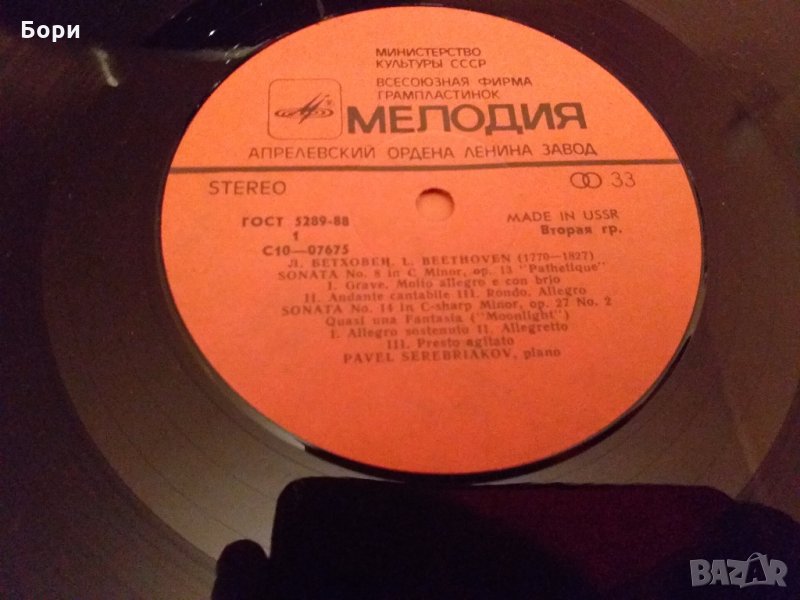 Бори
МИНИСТЕРСТВО
КУЛЬТУРЫ СССР
ВСЕСОЮЗНАЯ ФИРМА
ГРАМПЛАСТИНОК
МЕЛОДИЯ
АПРЕЛЕВСКИЙ ОРДЕНА ЛЕНИНА ЗАВОД
STEREO 33
ГОСТ 5289-88 MADE IN USSR
1 Вторая гр.
С10—07675
Л. БЕТХОВЕН, L. BEETHOVEN (1770—1827)
SONATA No. 8 in C Minor, op. 13 "Pathetique"
I. Grave. Molto allegro e con brio
II. Andante cantabile III. Rondo. Allegro
SONATA No. 14 in C-sharp Minor, op. 27 No. 2
Quasi una Fantasia ("Moonlight")
I. Allegro sostenuto II. Allegretto
III. Presto agitato
PAVEL SEREBRIAKOV, piano
BAZAR